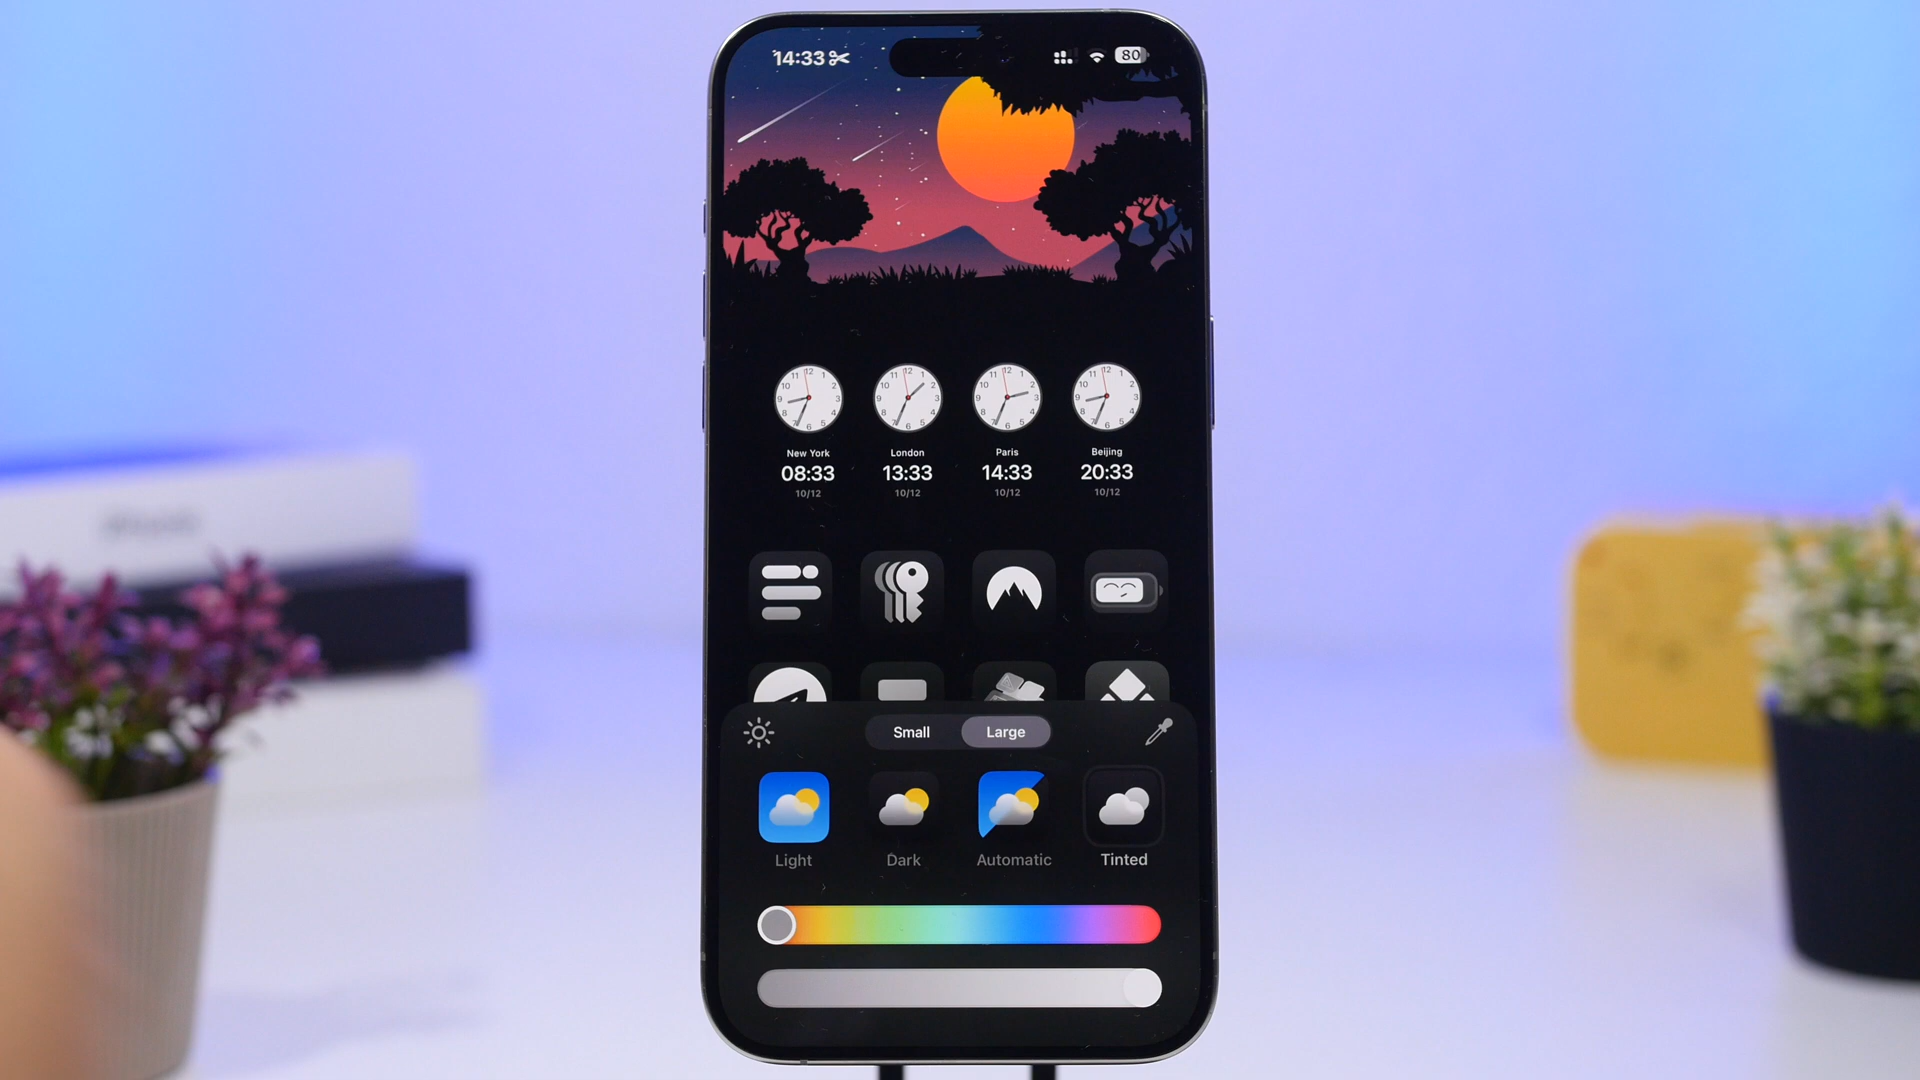 14:33
80
New York London Paris Beijing
08:33 13:33 14:33 20:33
10/12 10/12 10/12 10/12
Small Large
Light Dark Automatic Tinted